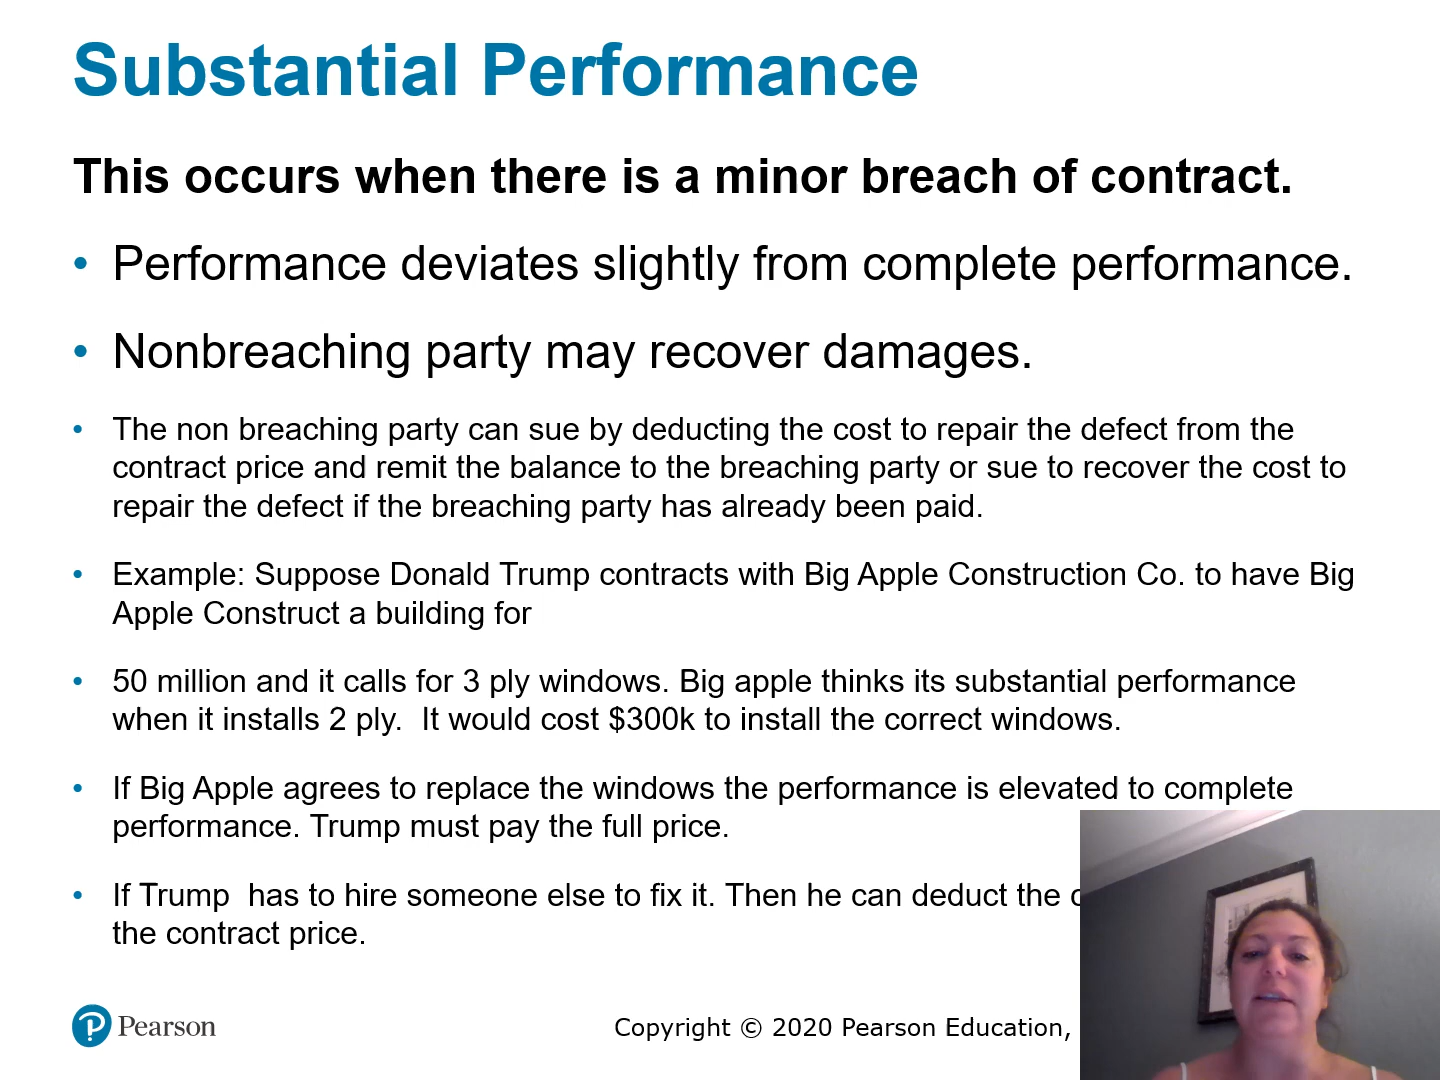 Substantial Performance
This occurs when there is a minor breach of contract.
• Performance deviates slightly from complete performance.
• Nonbreaching party may recover damages.
• The non breaching party can sue by deducting the cost to repair the defect from the
contract price and remit the balance to the breaching party or sue to recover the cost to
repair the defect if the breaching party has already been paid.
• Example: Suppose Donald Trump contracts with Big Apple Construction Co. to have Big
Apple Construct a building for
• 50 million and it calls for 3 ply windows. Big apple thinks its substantial performance
when it installs 2 ply.  It would cost $300k to install the correct windows.
• If Big Apple agrees to replace the windows the performance is elevated to complete
performance. Trump must pay the full price.
• If Trump  has to hire someone else to fix it. Then he can deduct the
the contract price.
Pearson
Copyright © 2020 Pearson Education,